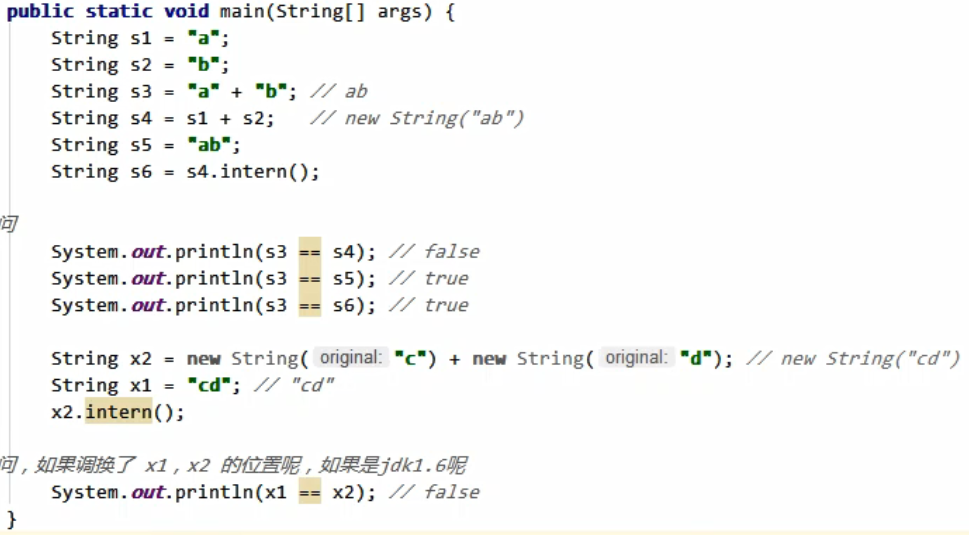 public static void main(String[] args) {
String s1 = "a";
String s2 = "b";
String s3 = "a" + "b"; // ab
String s4 = s1 + s2; // new String("ab")
String s5 = "ab";
String s6 = s4.intern();
问
System.out.println(s3 == s4); // false
System.out.println(s3 == s5); // true
System.out.println(s3 == s6); // true
String x2 = new String( original: "c") + new String( original: "d"); // new String("cd")
String x1 = "cd"; // "cd"
x2.intern();
问，如果调换了 x1，x2 的位置呢，如果是jdk1.6呢
System.out.println(x1 == x2); // false
}